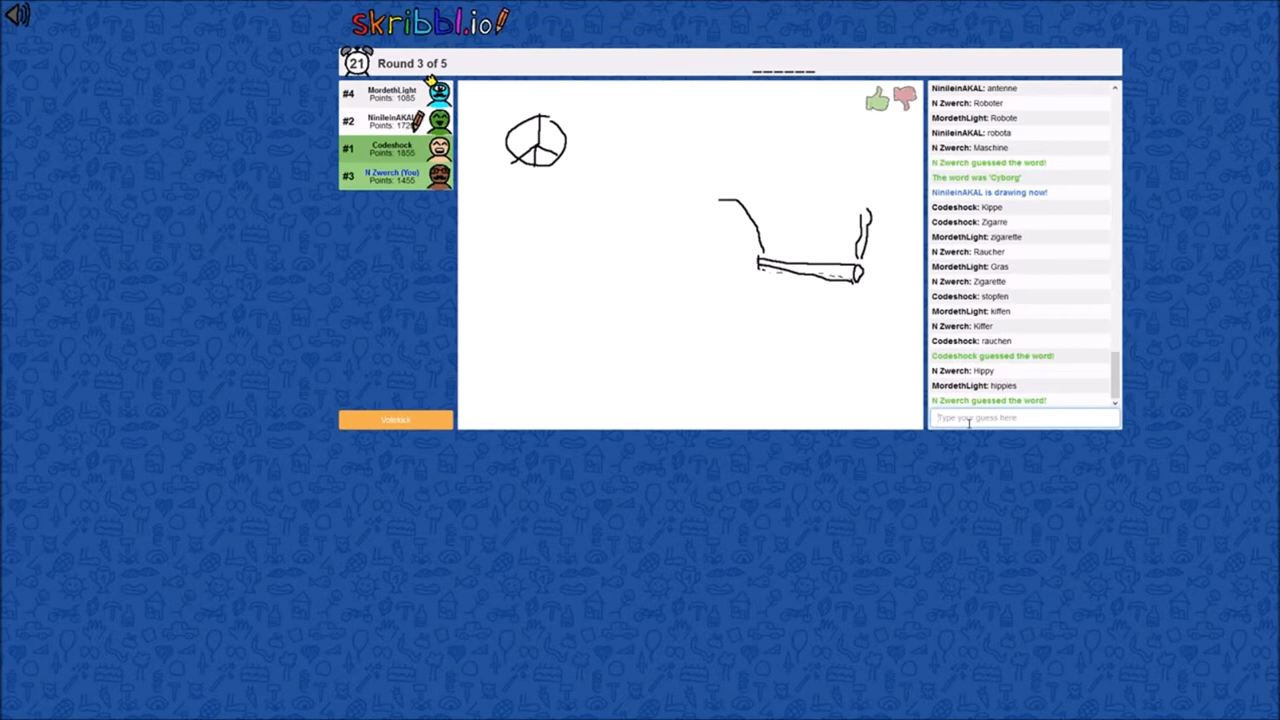 skribbl.io!
21
Round 3 of 5
______
#4
MordethLight
Points: 1085
#2
NinileinAKAL
#1
Codeshock
Points: 1855
#3
N Zwerch (You)
Points: 1455
Votekick
NinileinAKAL: antenne
N Zwerch: Roboter
MordethLight: Robote
NinileinAKAL: robota
N Zwerch: Maschine
N Zwerch guessed the word!
The word was 'Cyborg'
NinileinAKAL is drawing now!
Codeshock: Kippe
Codeshock: Zigarre
MordethLight: zigarette
N Zwerch: Raucher
MordethLight: Gras
N Zwerch: Zigarette
Codeshock: stopfen
MordethLight: kiffen
N Zwerch: Kiffer
Codeshock: rauchen
Codeshock guessed the word!
N Zwerch: Hippy
MordethLight: hippies
N Zwerch guessed the word!
Type your guess here